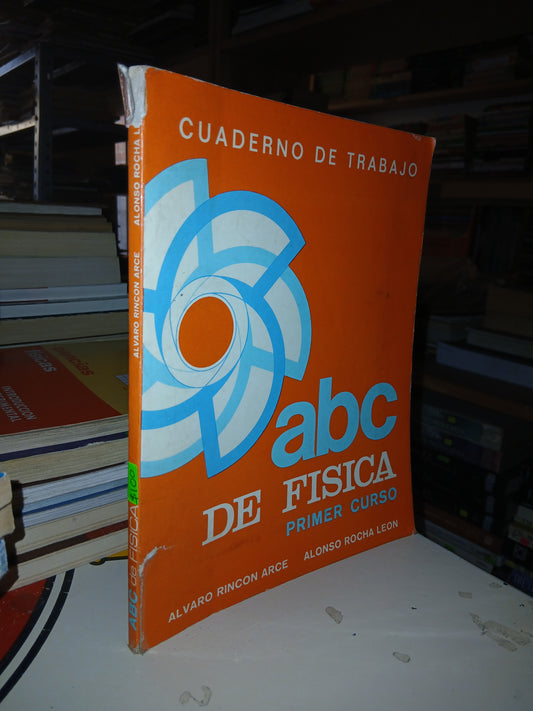 CUADERNO DE TRABAJO
abc
DE FISICA
PRIMER CURSO
ALVARO RINCON ARCE
ALONSO ROCHA LEON
ABC de FISICA
ALVARO RINCON ARCE
ALONSO ROCHA LEON